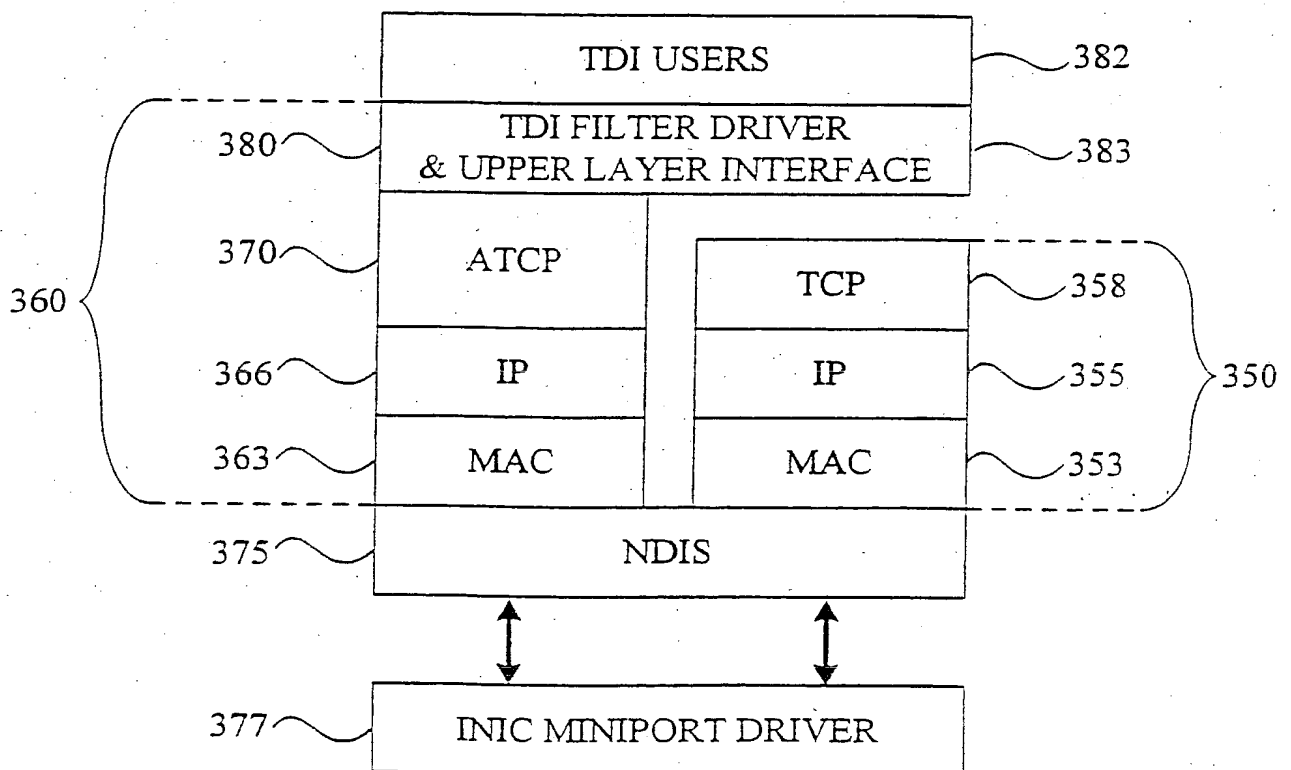 TDI USERS
382
380
TDI FILTER DRIVER
& UPPER LAYER INTERFACE
383
370
ATCP
360
TCP
358
366
IP
IP
355
350
363
MAC
MAC
353
375
NDIS
377
INIC MINIPORT DRIVER